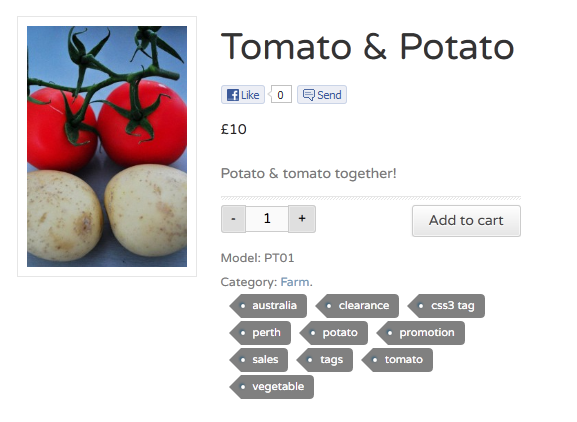 Tomato & Potato
Like 0 Send
£10
Potato & tomato together!
- 1 + Add to cart
Model: PT01
Category: Farm.
australia clearance css3 tag
perth potato promotion
sales tags tomato
vegetable